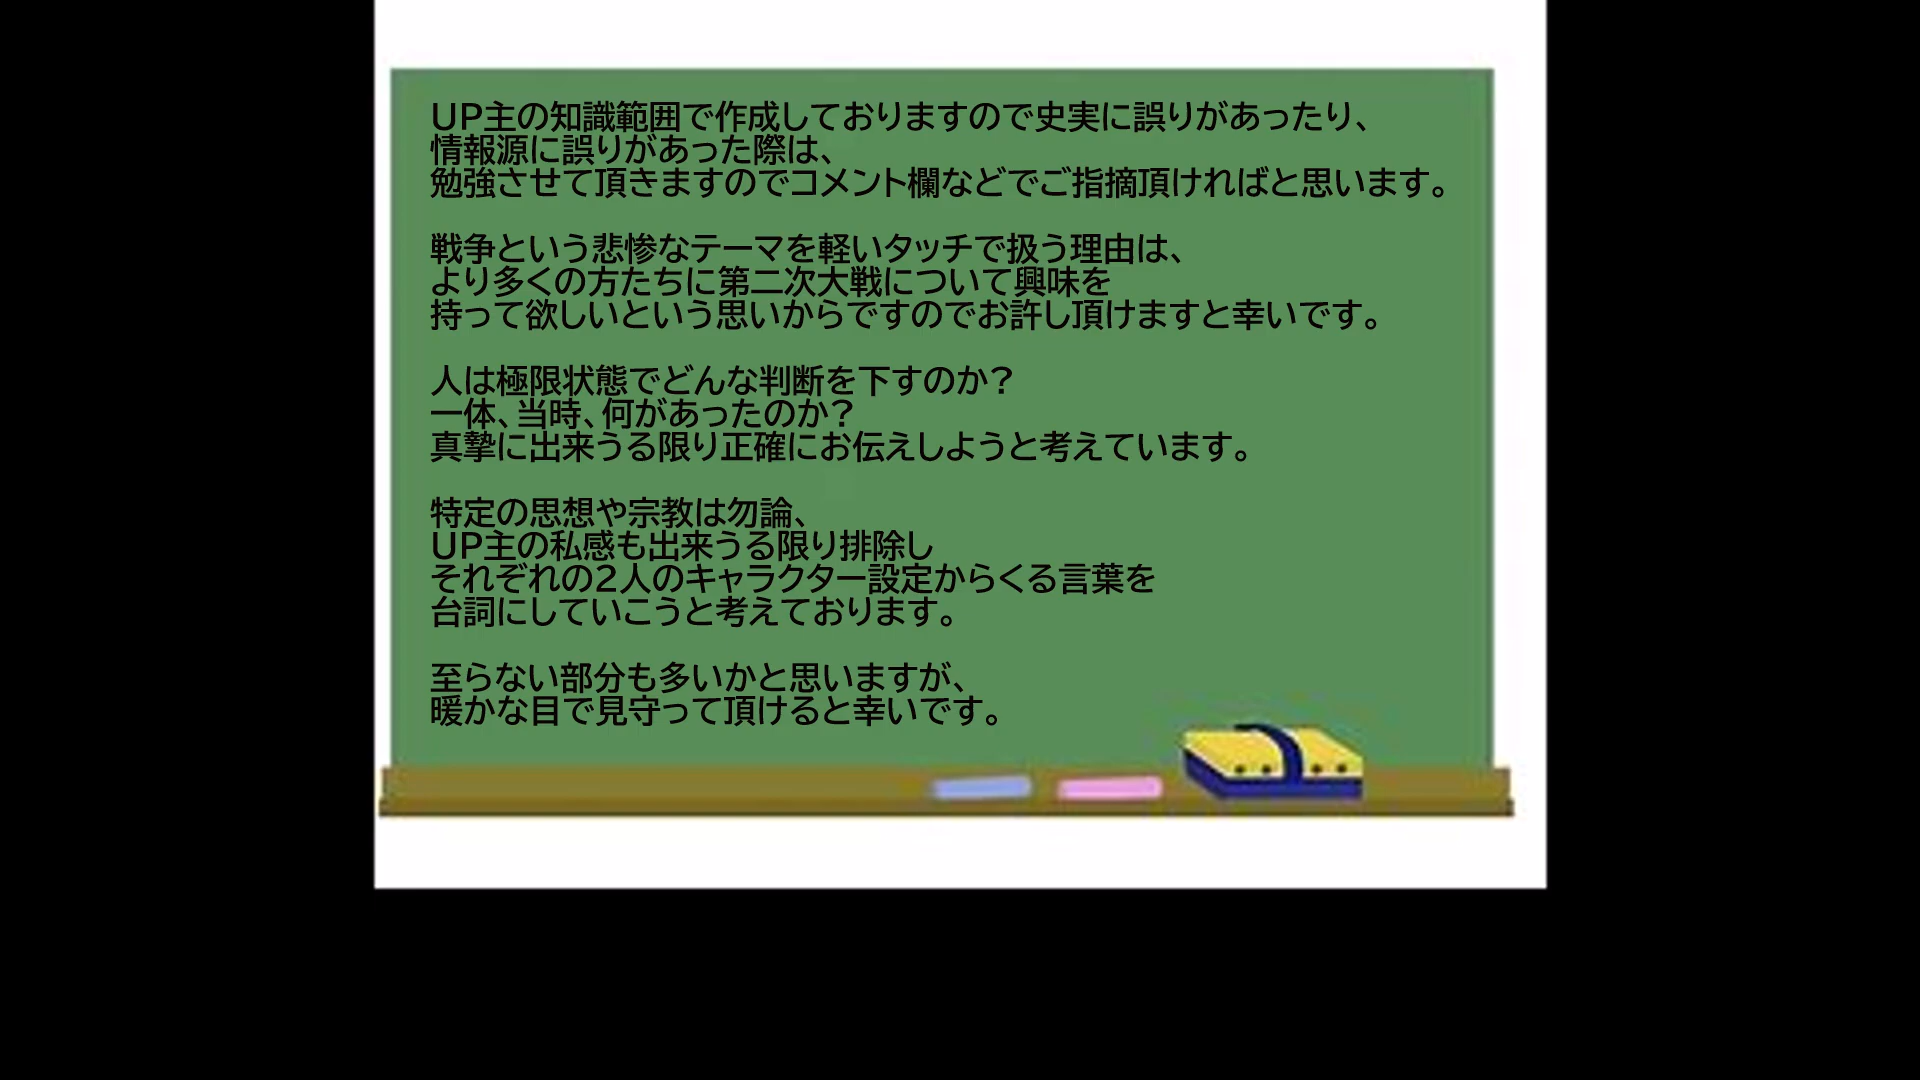 UP主の知識範囲で作成しておりますので史実に誤りがあったり、
情報源に誤りがあった際は、
勉強させて頂きますのでコメント欄などでご指摘頂ければと思います。
戦争という悲惨なテーマを軽いタッチで扱う理由は、
より多くの方たちに第二次大戦について興味を
持って欲しいという思いからですのでお許し頂けますと幸いです。
人は極限状態でどんな判断を下すのか?
一体、当時、何があったのか?
真摯に出来うる限り正確にお伝えしようと考えています。
特定の思想や宗教は勿論、
UP主の私感も出来うる限り排除し
それぞれの2人のキャラクター設定からくる言葉を
台詞にしていこうと考えております。
至らない部分も多いかと思いますが、
暖かな目で見守って頂けると幸いです。